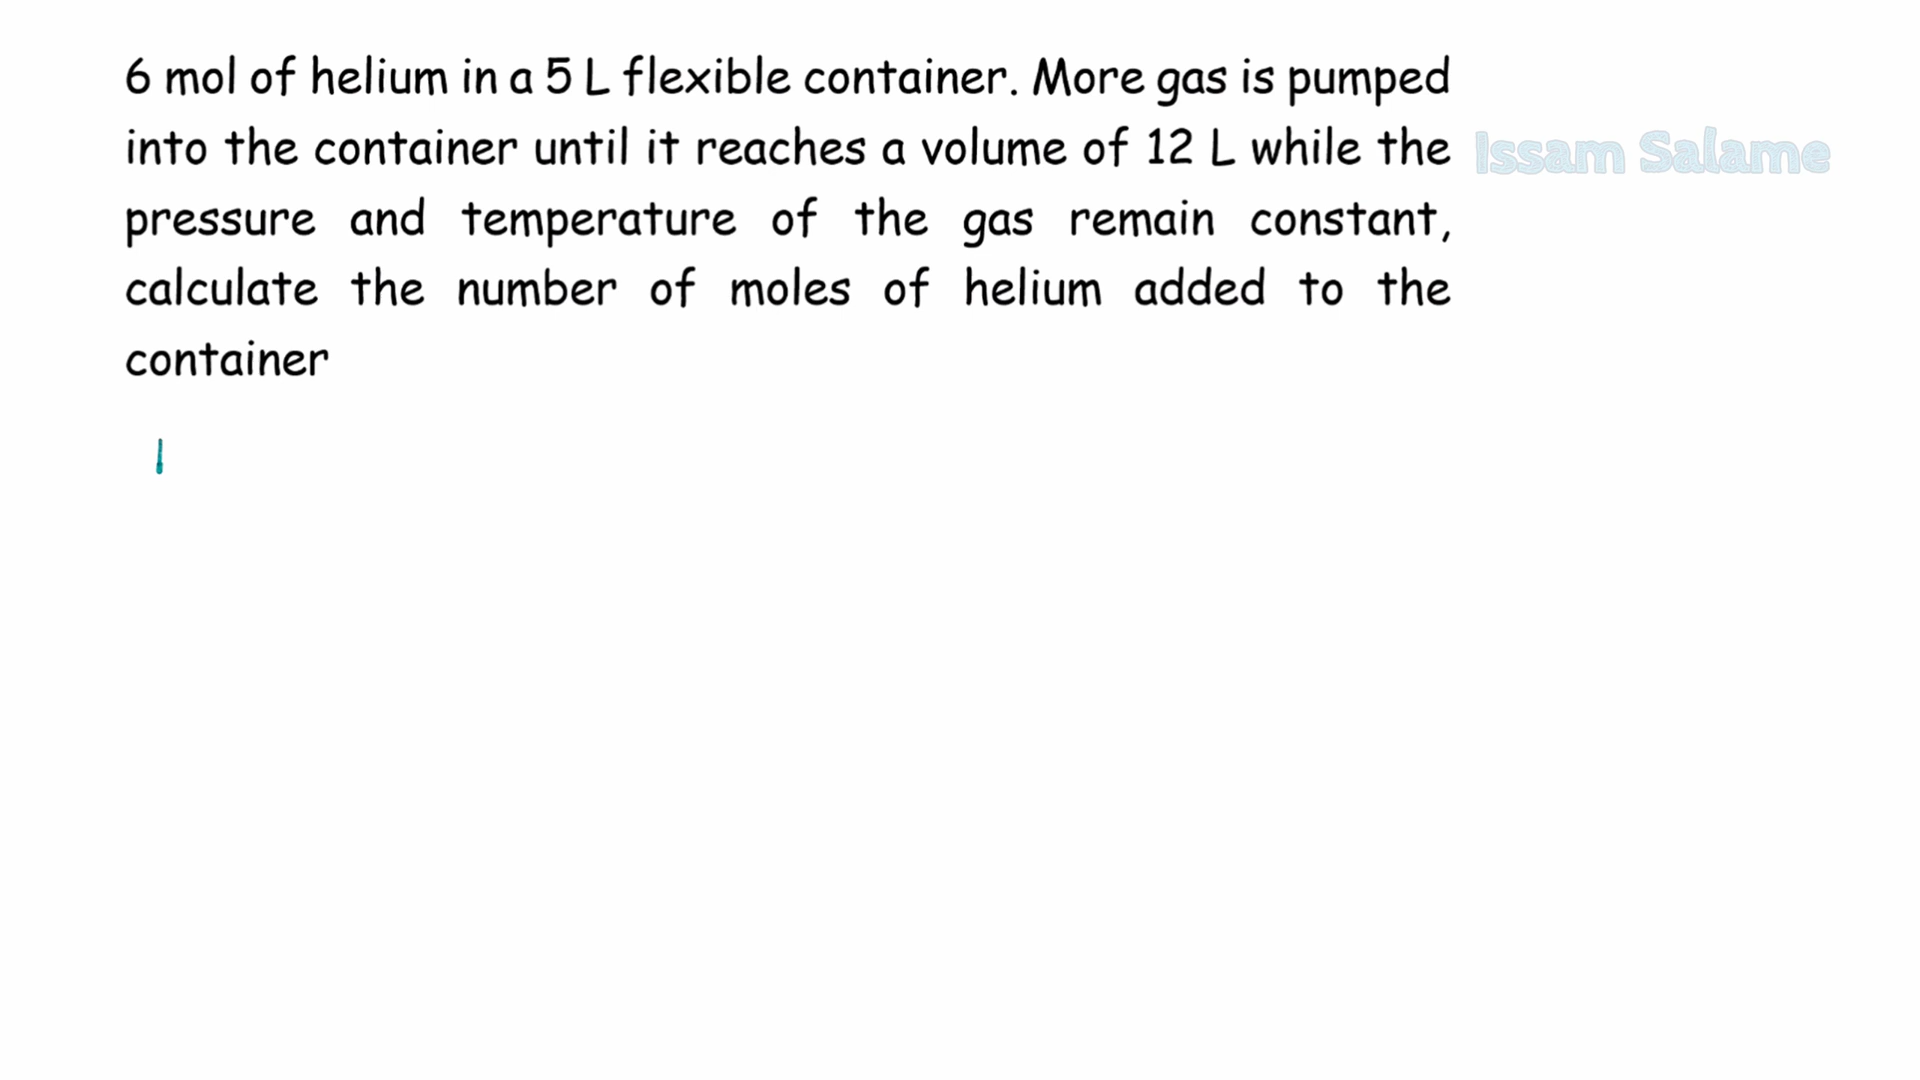 6 mol of helium in a 5 L flexible container. More gas is pumped
into the container until it reaches a volume of 12 L while the
Issam Salame
pressure and temperature of the gas remain constant,
calculate the number of moles of helium added to the
container